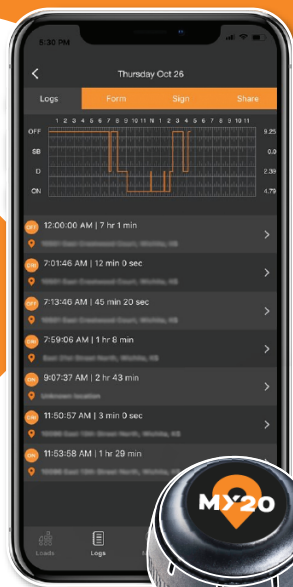 5:30 PM
Thursday
Oct 26
Logs Form Sign Share
1 2 3 4 5 6 7 8 9 10 11 N 1 2 3 4 5 6 7 8 9 10 11
OFF 9.25
SB 0.0
D 2.39
ON 4.79
OFF 12:00:00 AM | 7 hr 1 min
ON 7:01:46 AM | 12 min 0 sec
OFF 7:13:46 AM | 45 min 20 sec
7:59:06 AM | 1 hr 8 min
ON 9:07:37 AM | 2 hr 43 min
Unknown location
11:50:57 AM | 3 min 0 sec
ON 11:53:58 AM | 1 hr 29 min
MY20
Loads Logs